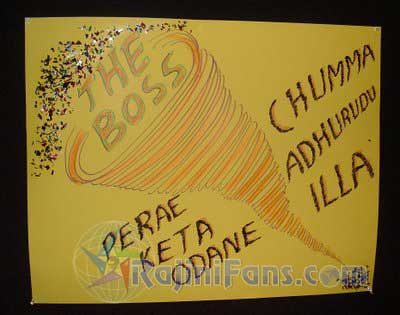 THE
BOSS
PERAE
KETA
ODANE
CHUMMA
ADHURUDU
ILLA
RajniFans.com